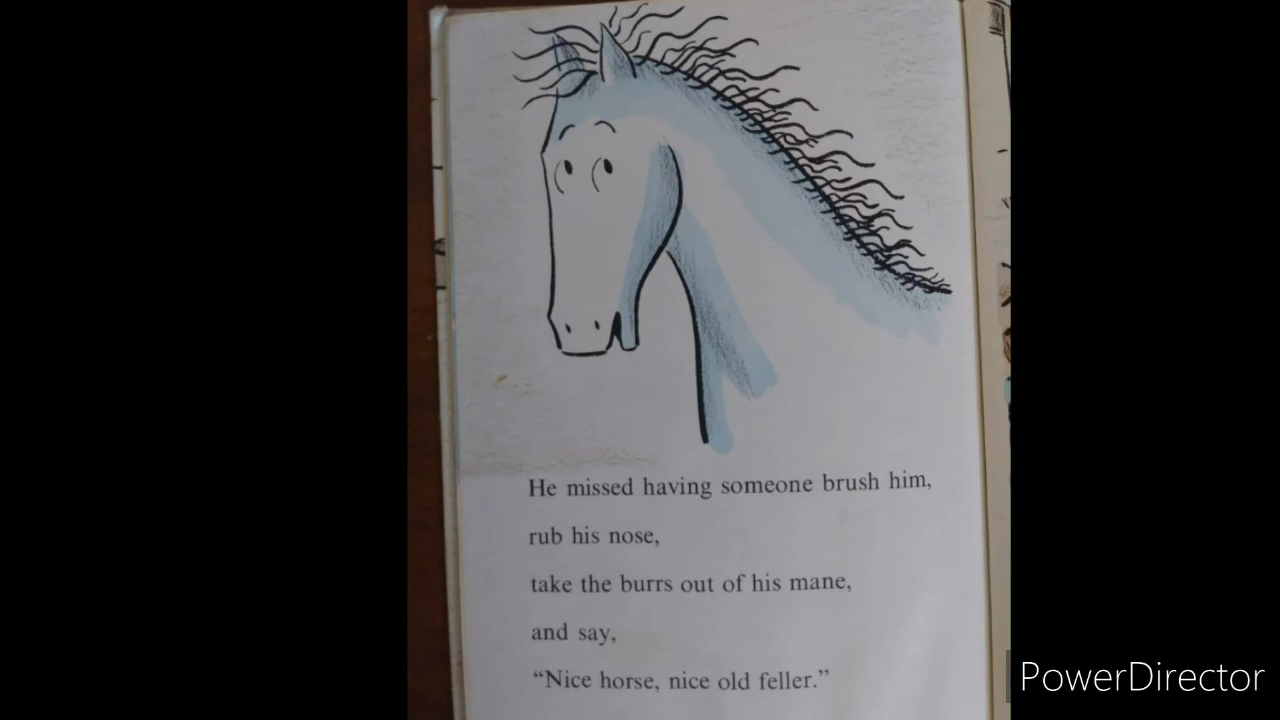 He missed having someone brush him,
rub his nose,
take the burrs out of his mane,
and say,
“Nice horse, nice old feller.”
PowerDirector